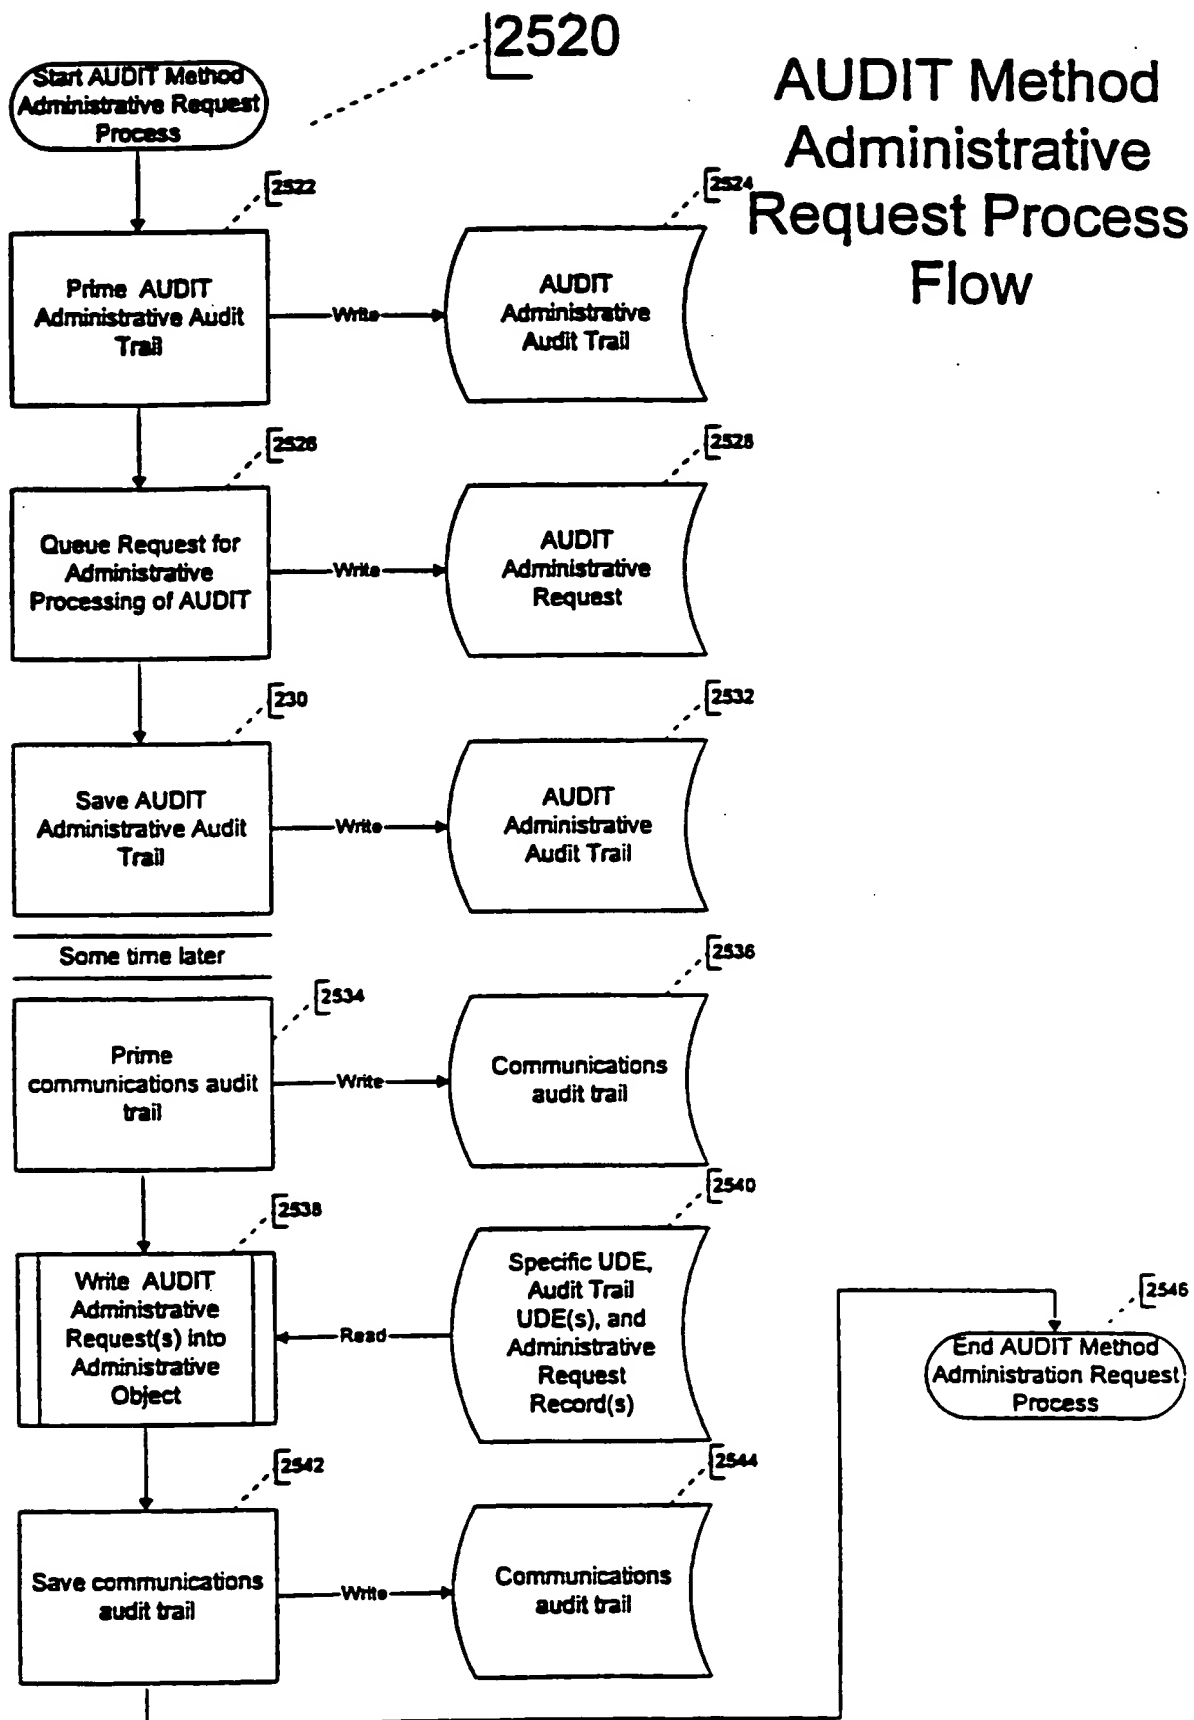 2520
AUDIT Method
Administrative
Request Process
Flow
Start AUDIT Method
Administrative Request
Process
2522
Prime AUDIT
Administrative Audit
Trail
Write
2524
AUDIT
Administrative
Audit Trail
2526
Queue Request for
Administrative
Processing of AUDIT
Write
2528
AUDIT
Administrative
Request
230
Save AUDIT
Administrative Audit
Trail
Write
2532
AUDIT
Administrative
Audit Trail
Some time later
2534
Prime
communications audit
trail
Write
2536
Communications
audit trail
2538
Write AUDIT
Administrative
Request(s) into
Administrative
Object
Read
2540
Specific UDE,
Audit Trail
UDE(s), and
Administrative
Request
Record(s)
2542
Save communications
audit trail
Write
2544
Communications
audit trail
2546
End AUDIT Method
Administration Request
Process